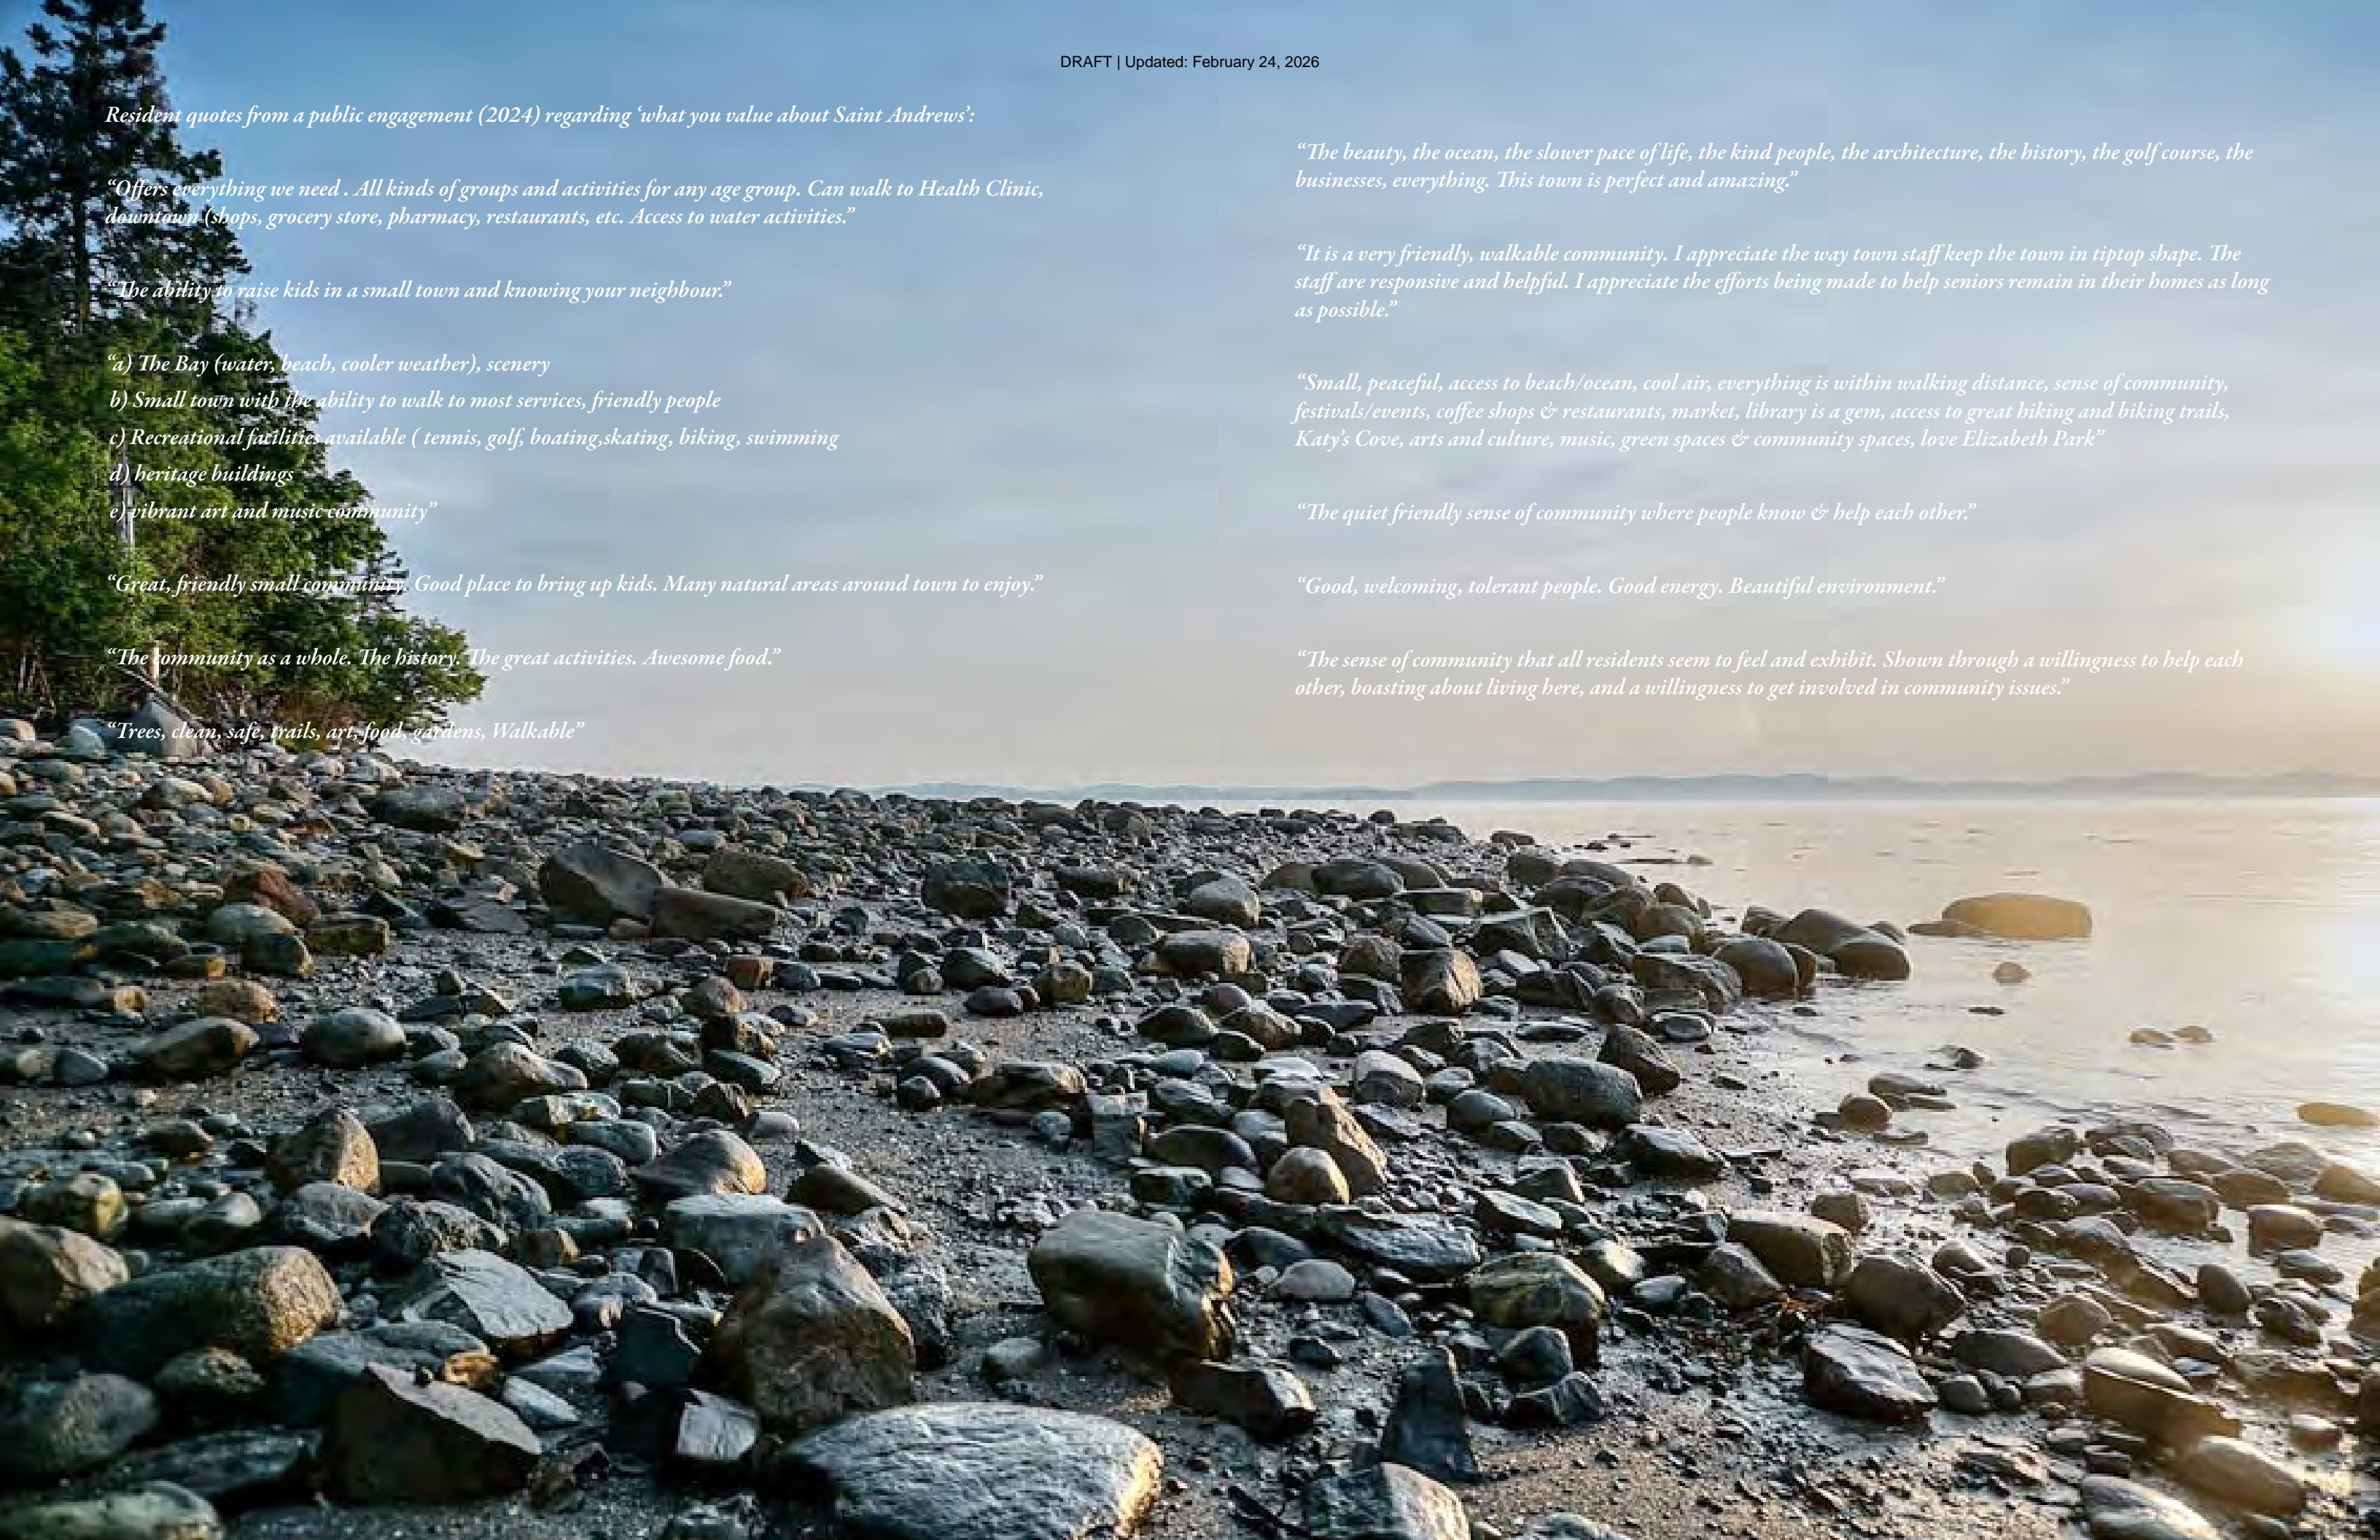 DRAFT | Updated: February 24, 2026
Resident quotes from a public engagement (2024) regarding ‘what you value about Saint Andrews’:
“Offers everything we need . All kinds of groups and activities for any age group. Can walk to Health Clinic,
downtown (shops, grocery store, pharmacy, restaurants, etc. Access to water activities.”
“The ability to raise kids in a small town and knowing your neighbour.”
“a) The Bay (water, beach, cooler weather), scenery
b) Small town with the ability to walk to most services, friendly people
c) Recreational facilities available ( tennis, golf, boating,skating, biking, swimming
d) heritage buildings
e) vibrant art and music community”
“Great, friendly small community. Good place to bring up kids. Many natural areas around town to enjoy.”
“The community as a whole. The history. The great activities. Awesome food.”
“Trees, clean, safe, trails, art, food, gardens, Walkable”
“The beauty, the ocean, the slower pace of life, the kind people, the architecture, the history, the golf course, the
businesses, everything. This town is perfect and amazing.”
“It is a very friendly, walkable community. I appreciate the way town staff keep the town in tiptop shape. The
staff are responsive and helpful. I appreciate the efforts being made to help seniors remain in their homes as long
as possible.”
“Small, peaceful, access to beach/ocean, cool air, everything is within walking distance, sense of community,
festivals/events, coffee shops & restaurants, market, library is a gem, access to great hiking and biking trails,
Katy’s Cove, arts and culture, music, green spaces & community spaces, love Elizabeth Park”
“The quiet friendly sense of community where people know & help each other.”
“Good, welcoming, tolerant people. Good energy. Beautiful environment.”
“The sense of community that all residents seem to feel and exhibit. Shown through a willingness to help each
other, boasting about living here, and a willingness to get involved in community issues.”